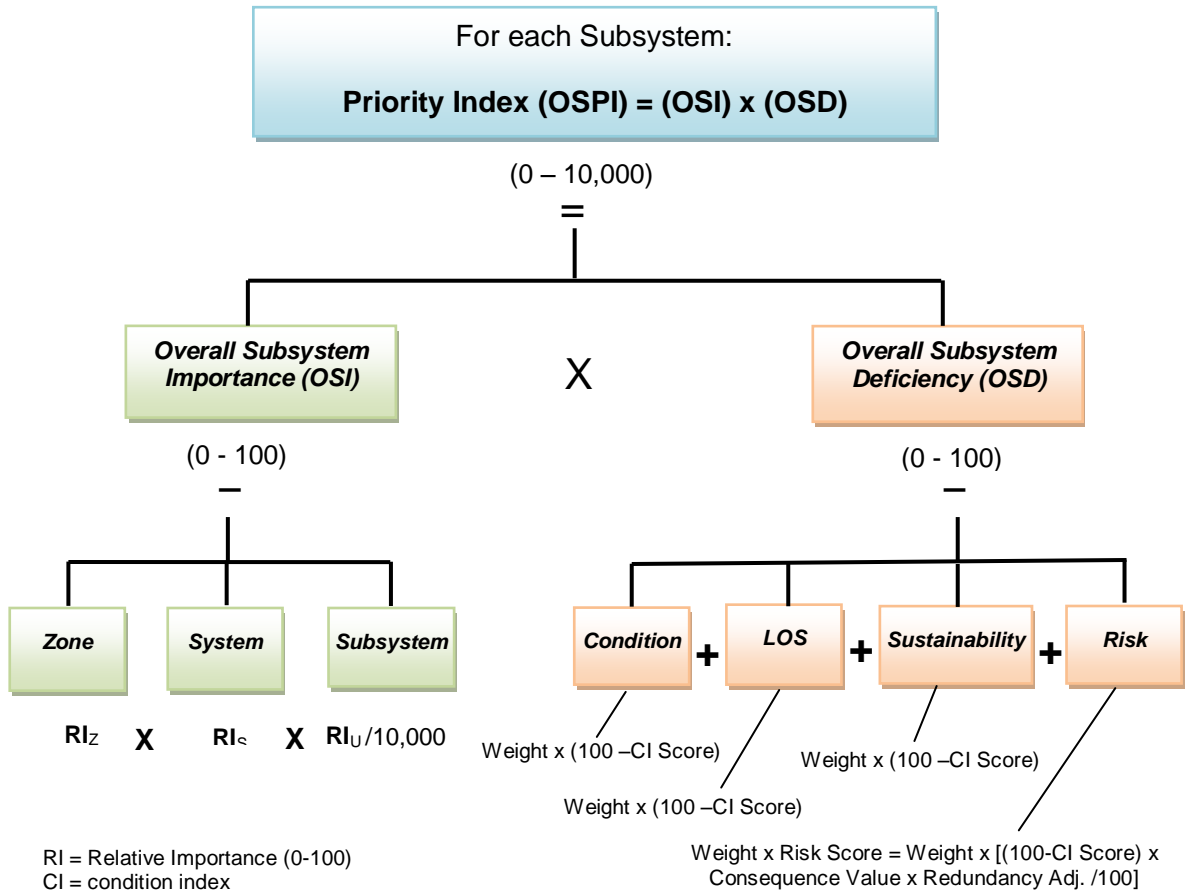 For each Subsystem:
Priority Index (OSPI) = (OSI) x (OSD)
(0 – 10,000)
=
Overall Subsystem
Importance (OSI)
X
Overall Subsystem
Deficiency (OSD)
(0 - 100)
(0 - 100)
Zone
System
Subsystem
Condition + LOS + Sustainability + Risk
RIZ X RIS X RIU /10,000
Weight x (100 –CI Score)
Weight x (100 –CI Score)
Weight x (100 –CI Score)
Weight x Risk Score = Weight x [(100-CI Score) x
Consequence Value x Redundancy Adj. /100]
RI = Relative Importance (0-100)
CI = condition index